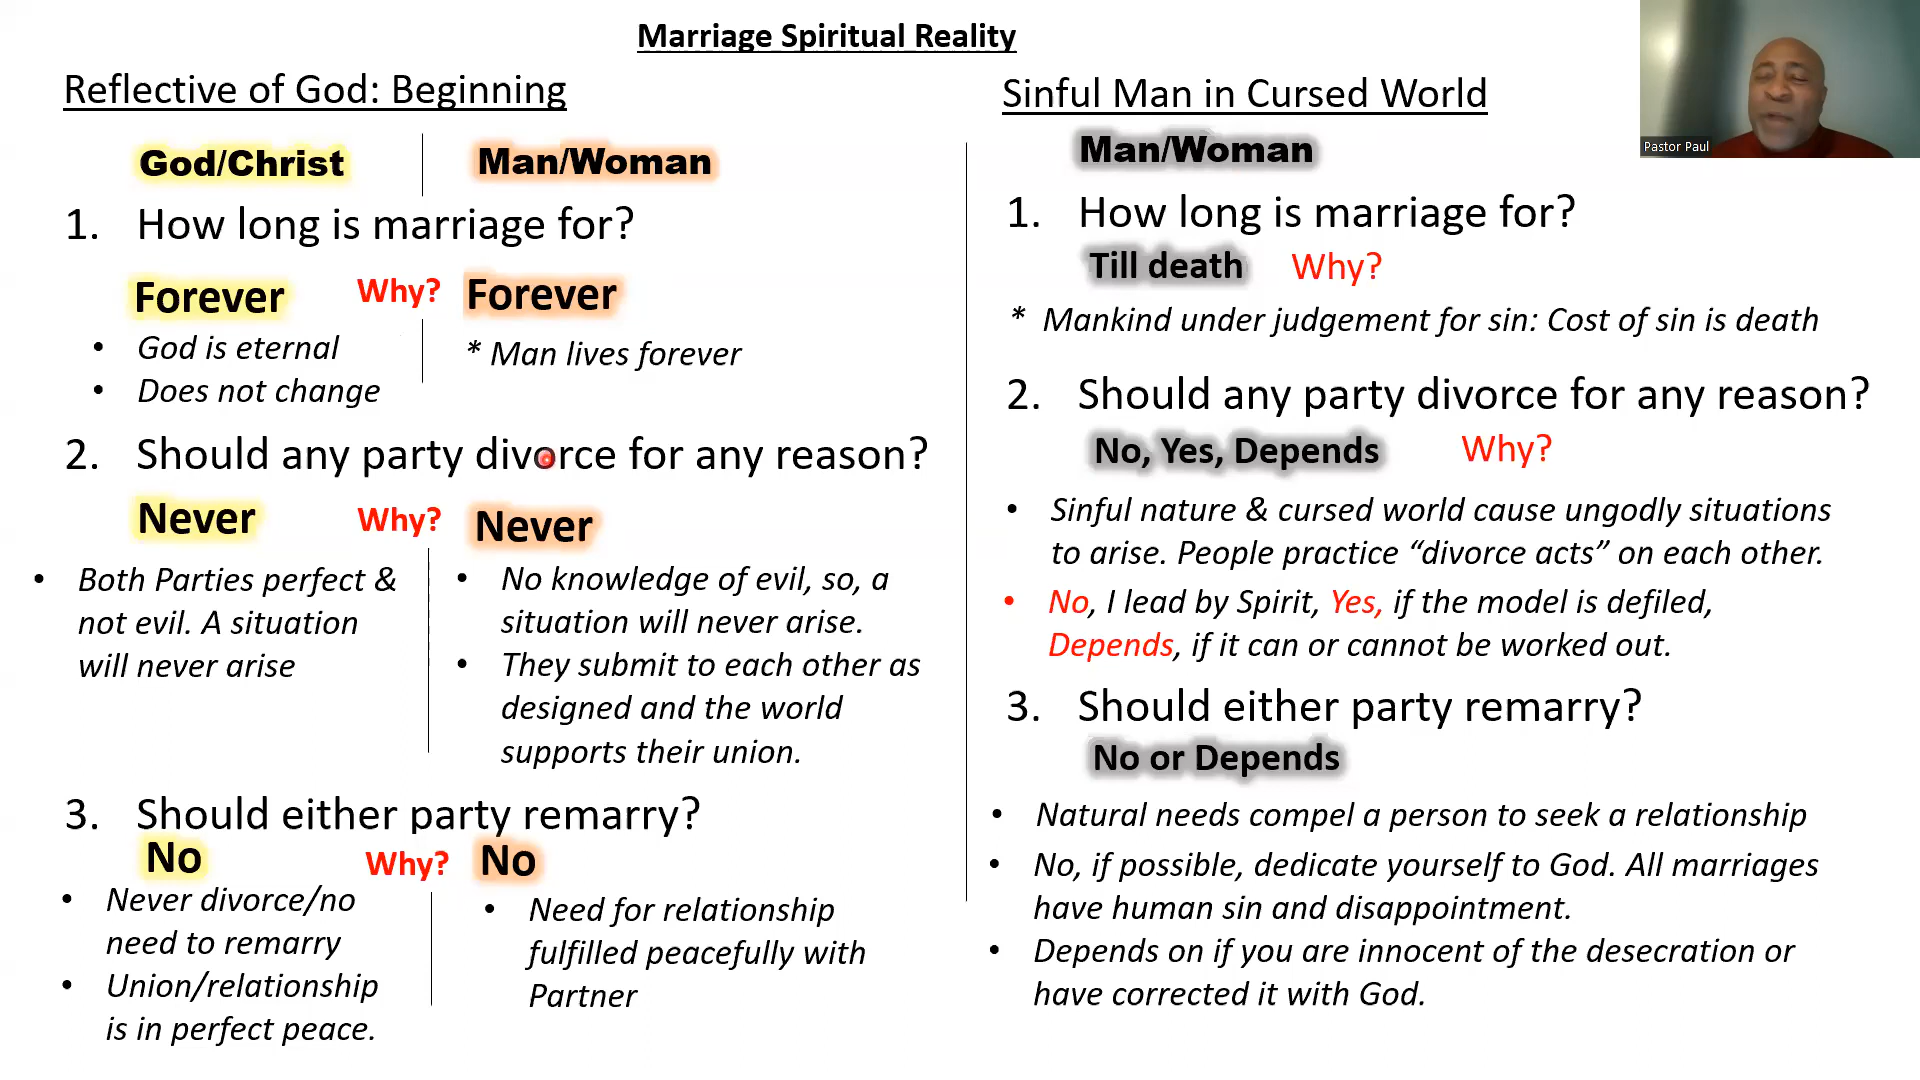 Marriage Spiritual Reality
Reflective of God: Beginning
God/Christ
Man/Woman
1. How long is marriage for?
Forever
Why?
Forever
• God is eternal
• Does not change
* Man lives forever
2. Should any party divorce for any reason?
Never
Why?
Never
• Both Parties perfect &
not evil. A situation
will never arise
• No knowledge of evil, so, a
situation will never arise.
• They submit to each other as
designed and the world
supports their union.
3. Should either party remarry?
No
Why?
No
• Never divorce/no
need to remarry
• Union/relationship
is in perfect peace.
• Need for relationship
fulfilled peacefully with
Partner
Sinful Man in Cursed World
Man/Woman
1. How long is marriage for?
Till death Why?
* Mankind under judgement for sin: Cost of sin is death
2. Should any party divorce for any reason?
No, Yes, Depends Why?
• Sinful nature & cursed world cause ungodly situations
to arise. People practice “divorce acts” on each other.
• No, I lead by Spirit, Yes, if the model is defiled,
Depends, if it can or cannot be worked out.
3. Should either party remarry?
No or Depends
• Natural needs compel a person to seek a relationship
• No, if possible, dedicate yourself to God. All marriages
have human sin and disappointment.
• Depends on if you are innocent of the desecration or
have corrected it with God.
Pastor Paul